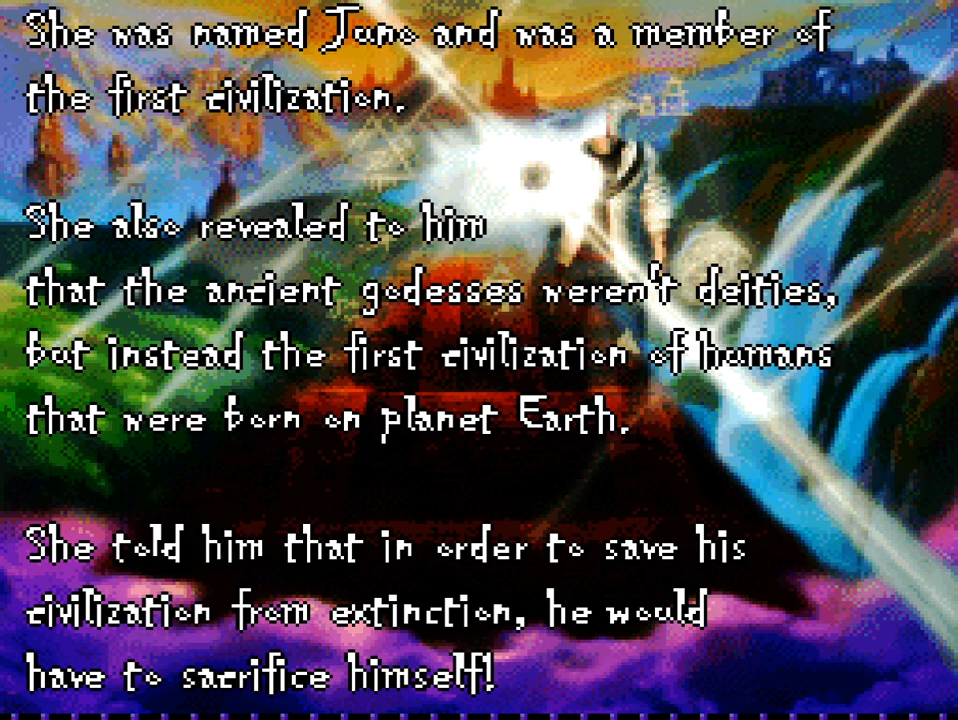 She was named Juno and was a member of
the first civilization.
She also revealed to him
that the ancient godesses weren't deities,
but instead the first civilization of humans
that were born on planet Earth.
She told him that in order to save his
civilization from extinction, he would
have to sacrifice himself!